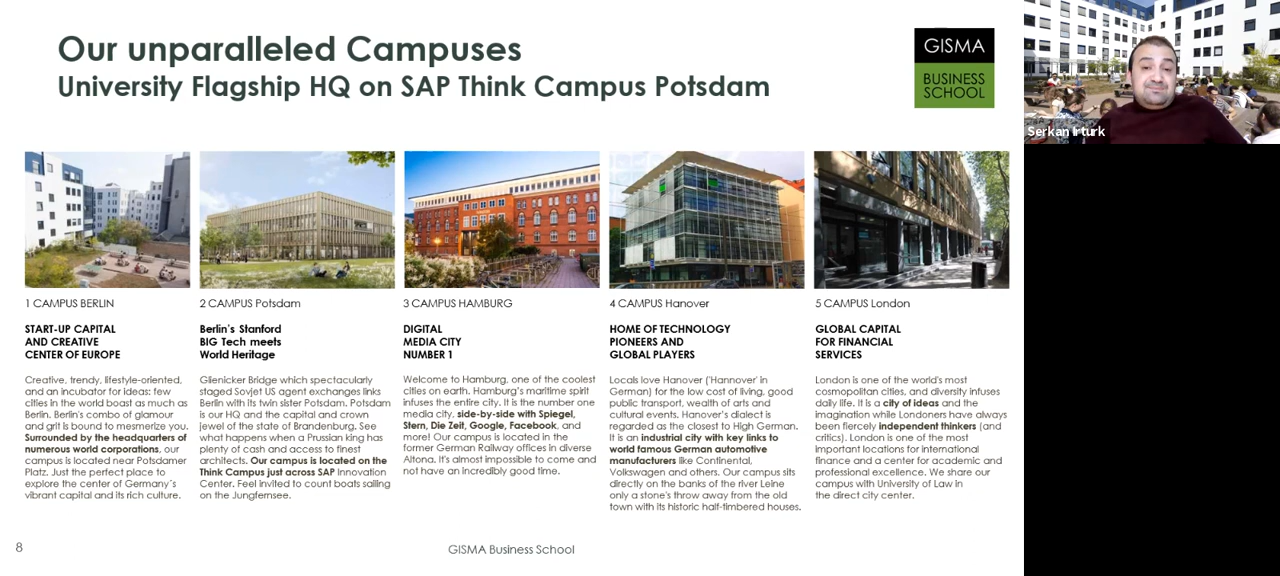 Our unparalleled Campuses
University Flagship HQ on SAP Think Campus Potsdam
GISMA
BUSINESS
SCHOOL
Serkan Irturk
1 CAMPUS BERLIN
START-UP CAPITAL
AND CREATIVE
CENTER OF EUROPE
Creative, trendy, lifestyle-oriented,
and an incubator for ideas: few
cities in the world boast as much as
Berlin. Berlin's combo of glamour
and grit is bound to mesmerize you.
Surrounded by the headquarters of
numerous world corporations, our
campus is located near Potsdamer
Platz. Just the perfect place to
explore the center of Germany´s
vibrant capital and its rich culture.
2 CAMPUS Potsdam
Berlin's Stanford
BIG Tech meets
World Heritage
Glienicker Bridge which spectacularly
staged Sovjet US agent exchanges links
Berlin with its twin sister Potsdam. Potsdam
is our HQ and the capital and crown
jewel of the state of Brandenburg. See
what happens when a Prussian king has
plenty of cash and access to finest
architects. Our campus is located on the
Think Campus just across SAP Innovation
Center. Feel invited to count boats sailing
on the Jungfernsee.
3 CAMPUS HAMBURG
DIGITAL
MEDIA CITY
NUMBER 1
Welcome to Hamburg, one of the coolest
cities on earth. Hamburg's maritime spirit
infuses the entire city. It is the number one
media city, side-by-side with Spiegel,
Stern, Die Zeit, Google, Facebook, and
more! Our campus is located in the
former German Railway offices in diverse
Altona. It's almost impossible to come and
not have an incredibly good time.
4 CAMPUS Hanover
HOME OF TECHNOLOGY
PIONEERS AND
GLOBAL PLAYERS
Locals love Hanover ('Hannover' in
German) for the low cost of living, good
public transport, wealth of arts and
cultural events. Hanover's dialect is
regarded as the closest to High German.
It is an industrial city with key links to
world famous German automotive
manufacturers like Continental,
Volkswagen and others. Our campus sits
directly on the banks of the river Leine
only a stone's throw away from the old
town with its historic half-timbered houses.
5 CAMPUS London
GLOBAL CAPITAL
FOR FINANCIAL
SERVICES
London is one of the world's most
cosmopolitan cities, and diversity infuses
daily life. It is a city of ideas and the
imagination while Londoners have always
been fiercely independent thinkers (and
critics). London is one of the most
important locations for international
finance and a center for academic and
professional excellence. We share our
campus with University of Law in
the direct city center.
8
GISMA Business School